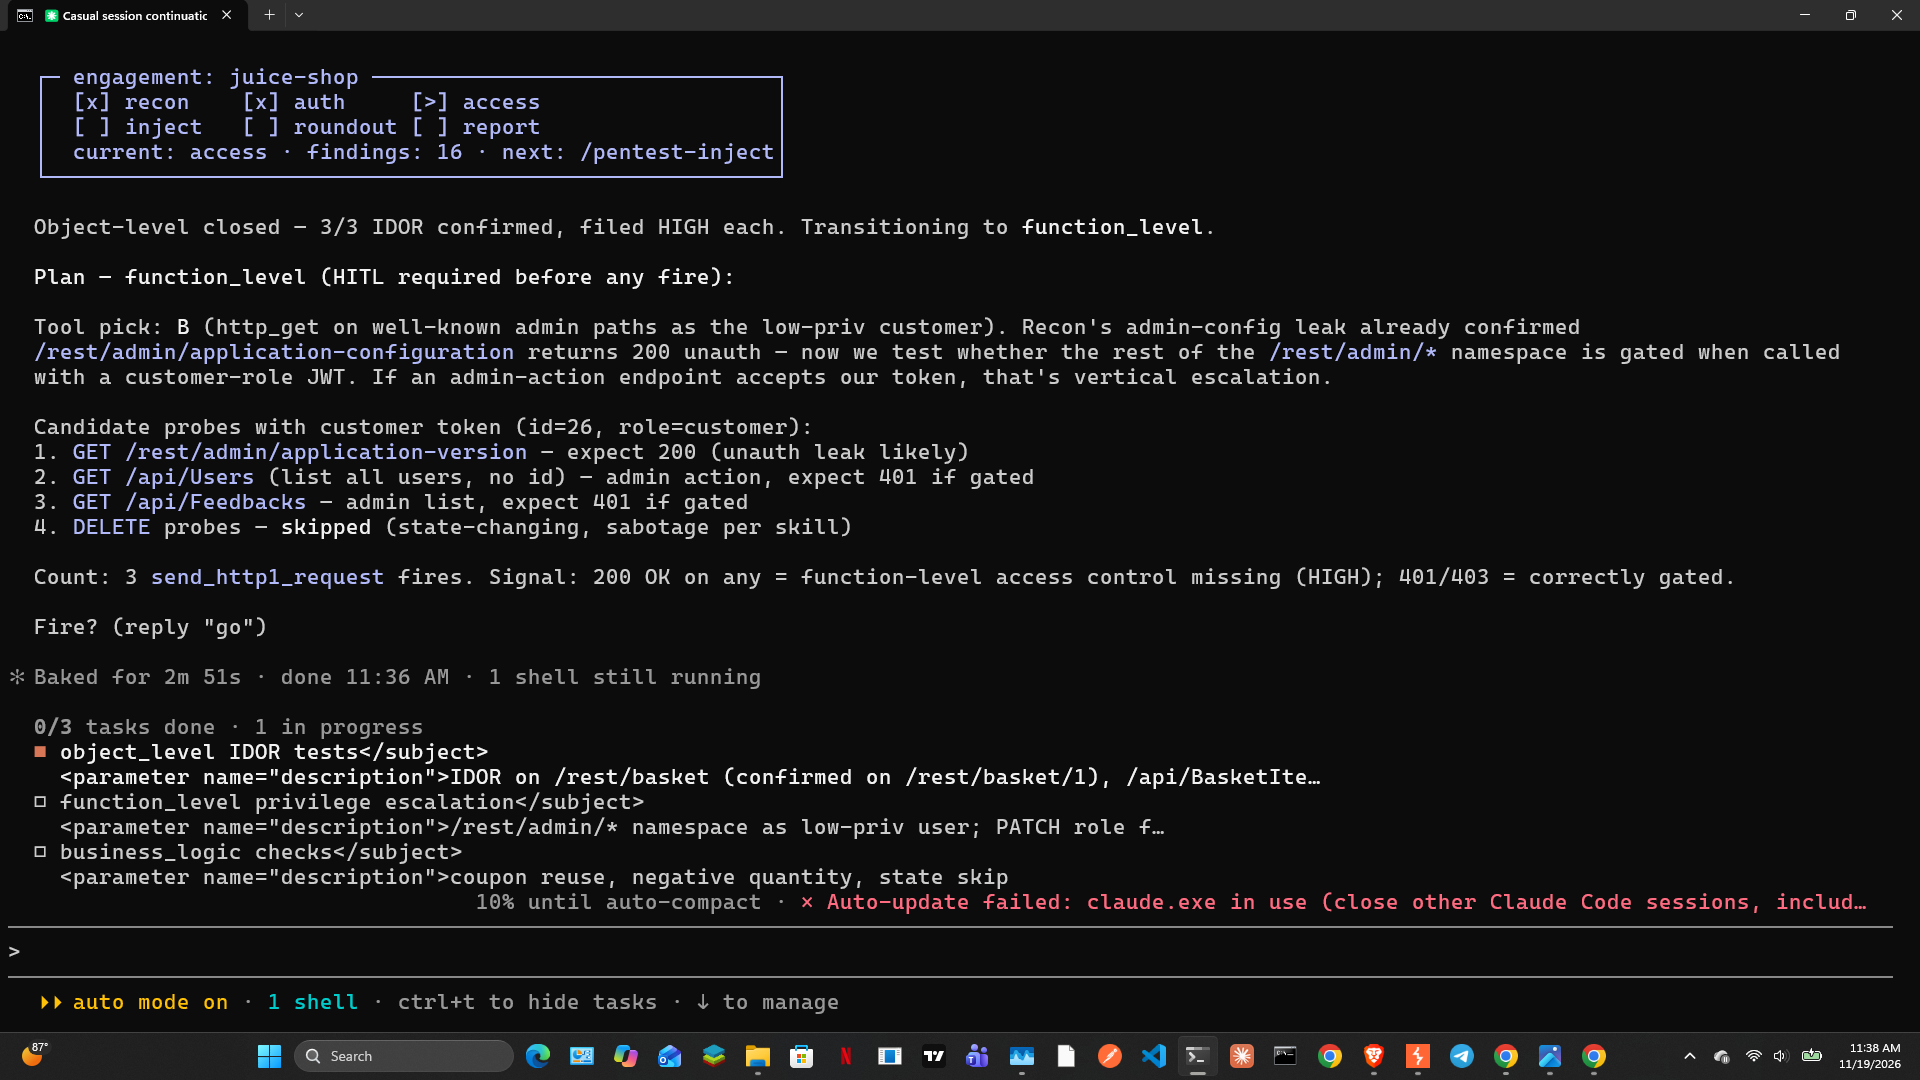 Casual session continuatic
engagement: juice-shop
[x] recon    [x] auth     [>] access
[ ] inject   [ ] roundout [ ] report
current: access · findings: 16 · next: /pentest-inject
Object-level closed — 3/3 IDOR confirmed, filed HIGH each. Transitioning to function_level.
Plan — function_level (HITL required before any fire):
Tool pick: B (http_get on well-known admin paths as the low-priv customer). Recon's admin-config leak already confirmed
/rest/admin/application-configuration returns 200 unauth — now we test whether the rest of the /rest/admin/* namespace is gated when called
with a customer-role JWT. If an admin-action endpoint accepts our token, that's vertical escalation.
Candidate probes with customer token (id=26, role=customer):
1. GET /rest/admin/application-version — expect 200 (unauth leak likely)
2. GET /api/Users (list all users, no id) — admin action, expect 401 if gated
3. GET /api/Feedbacks — admin list, expect 401 if gated
4. DELETE probes — skipped (state-changing, sabotage per skill)
Count: 3 send_http1_request fires. Signal: 200 OK on any = function-level access control missing (HIGH); 401/403 = correctly gated.
Fire? (reply "go")
✻ Baked for 2m 51s · done 11:36 AM · 1 shell still running
0/3 tasks done · 1 in progress
■ object_level IDOR tests</subject>
<parameter name="description">IDOR on /rest/basket (confirmed on /rest/basket/1), /api/BasketIte…
□ function_level privilege escalation</subject>
<parameter name="description">/rest/admin/* namespace as low-priv user; PATCH role f…
□ business_logic checks</subject>
<parameter name="description">coupon reuse, negative quantity, state skip
10% until auto-compact · × Auto-update failed: claude.exe in use (close other Claude Code sessions, includ…
>
⏵⏵ auto mode on · 1 shell · ctrl+t to hide tasks · ↓ to manage
87°
Search
11:38 AM
11/19/2026